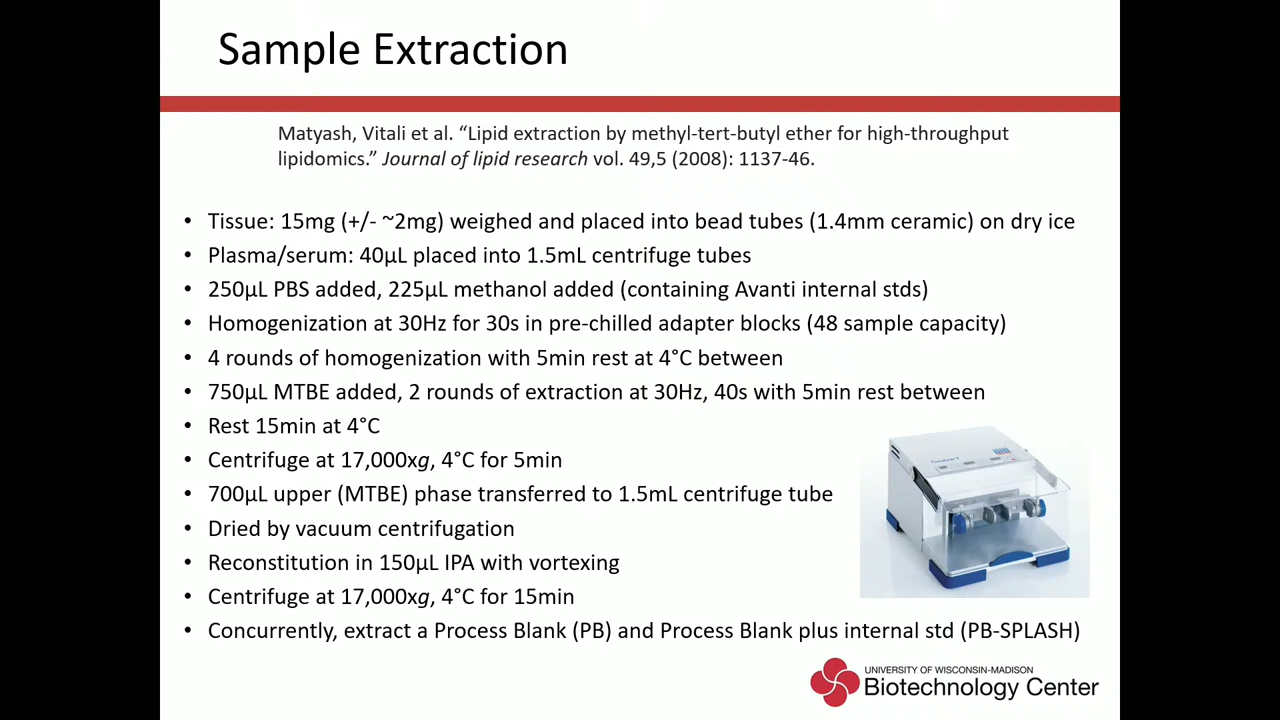 Sample Extraction
Matyash, Vitali et al. “Lipid extraction by methyl-tert-butyl ether for high-throughput
lipidomics.” Journal of lipid research vol. 49,5 (2008): 1137-46.
• Tissue: 15mg (+/- ~2mg) weighed and placed into bead tubes (1.4mm ceramic) on dry ice
• Plasma/serum: 40µL placed into 1.5mL centrifuge tubes
• 250µL PBS added, 225µL methanol added (containing Avanti internal stds)
• Homogenization at 30Hz for 30s in pre-chilled adapter blocks (48 sample capacity)
• 4 rounds of homogenization with 5min rest at 4°C between
• 750µL MTBE added, 2 rounds of extraction at 30Hz, 40s with 5min rest between
• Rest 15min at 4°C
• Centrifuge at 17,000xg, 4°C for 5min
• 700µL upper (MTBE) phase transferred to 1.5mL centrifuge tube
• Dried by vacuum centrifugation
• Reconstitution in 150µL IPA with vortexing
• Centrifuge at 17,000xg, 4°C for 15min
• Concurrently, extract a Process Blank (PB) and Process Blank plus internal std (PB-SPLASH)
UNIVERSITY OF WISCONSIN-MADISON
Biotechnology Center